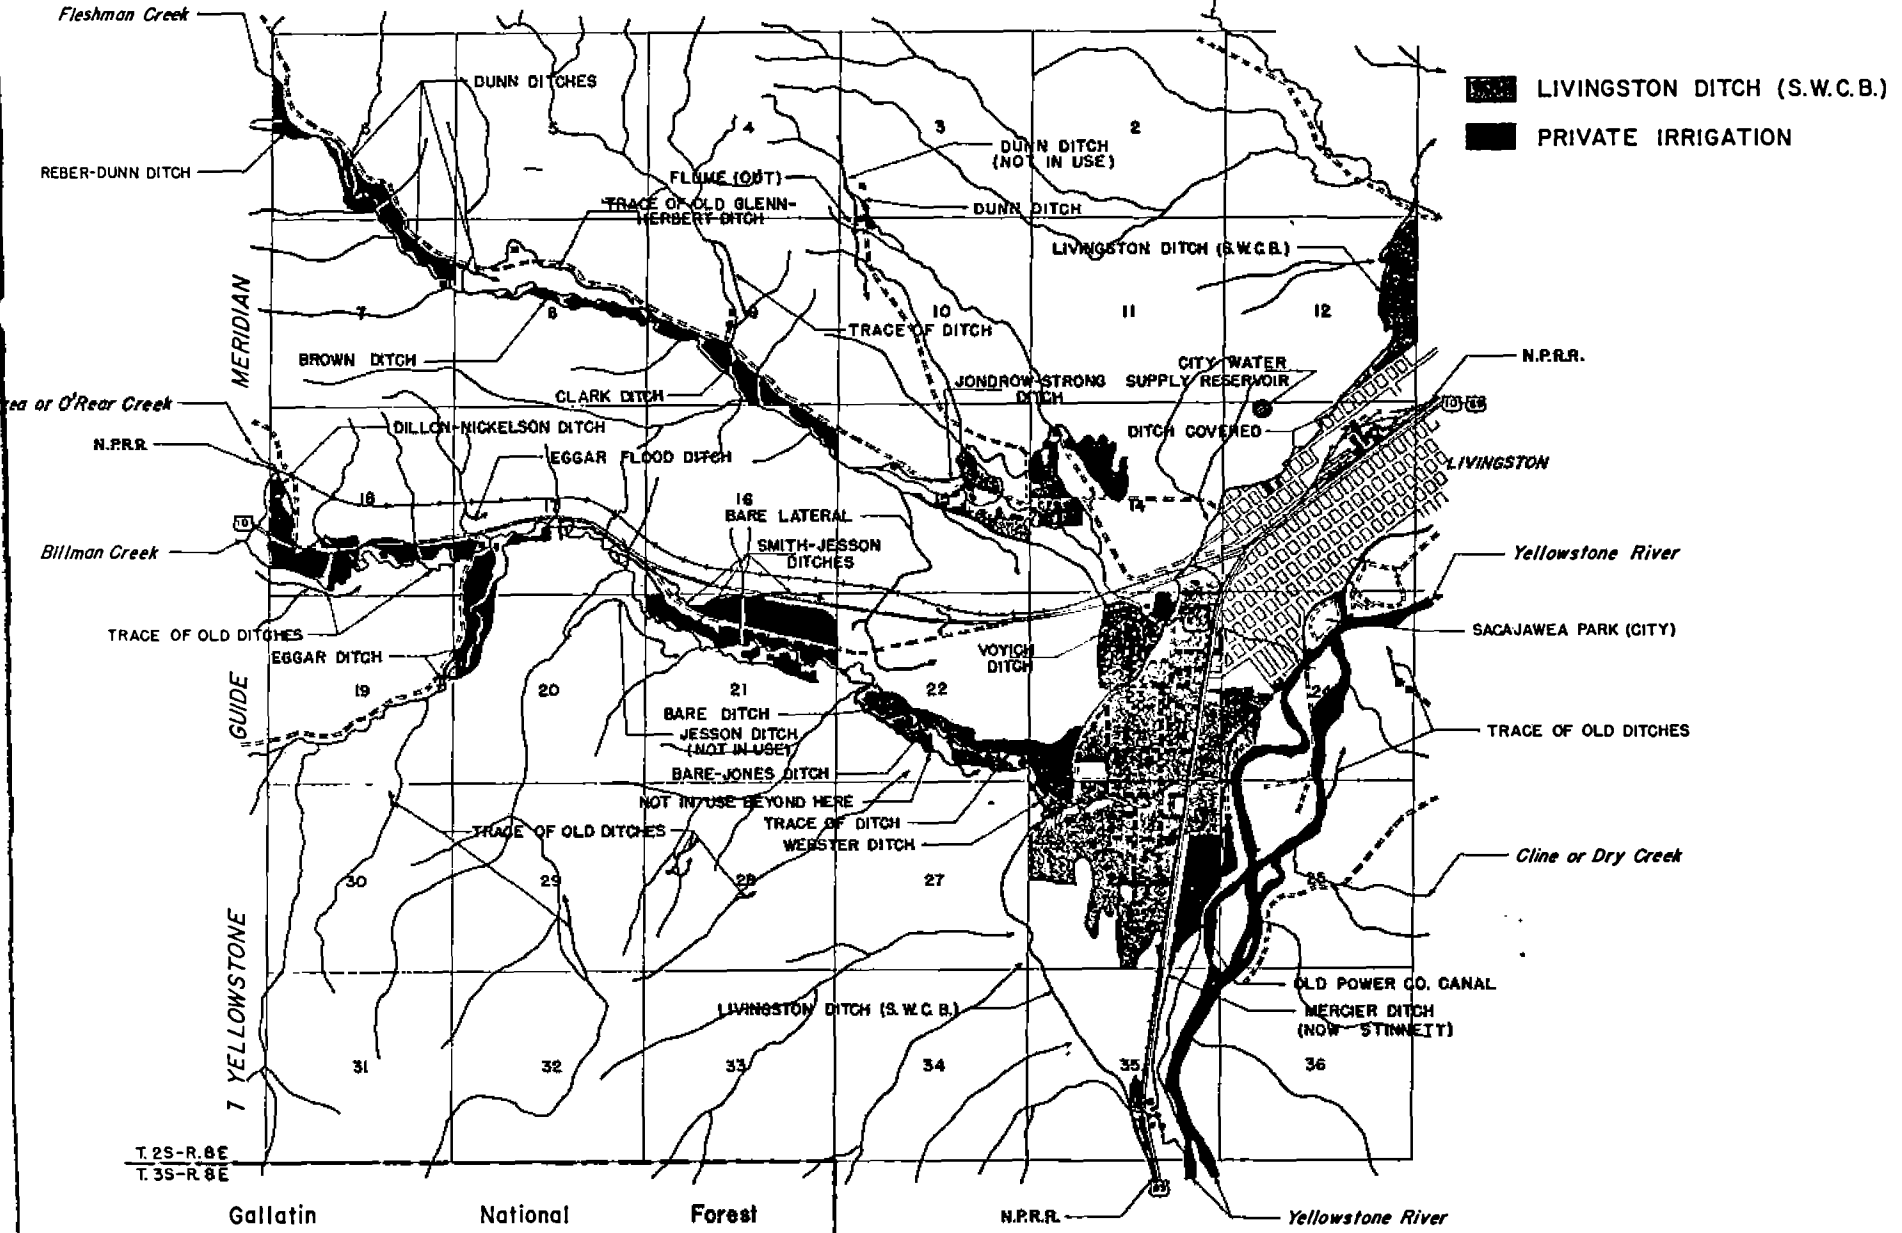 Fleshman Creek
DUNN DITCHES
LIVINGSTON DITCH (S.W.C.B.)
PRIVATE IRRIGATION
6
5
4
3
2
1
DUNN DITCH
(NOT IN USE)
REBER-DUNN DITCH
FLUME (OUT)
TRACE OF OLD GLENN-
HERBERT DITCH
DUNN DITCH
LIVINGSTON DITCH (S.W.C.B.)
MERIDIAN
7
8
9
10
11
12
TRACE OF DITCH
BROWN DITCH
CITY WATER
SUPPLY RESERVOIR
N.P.R.R.
JONDROW-STRONG
DITCH
CLARK DITCH
or O'Rear Creek
10
89
DILLON-NICKELSON DITCH
DITCH COVERED
N.P.R.R.
EGGAR FLOOD DITCH
LIVINGSTON
18
17
16
15
14
BARE LATERAL
10
Billman Creek
SMITH-JESSON
DITCHES
Yellowstone River
TRACE OF OLD DITCHES
SACAJAWEA PARK (CITY)
EGGAR DITCH
VOYICH
DITCH
GUIDE
19
20
21
22
24
BARE DITCH
JESSON DITCH
(NOT IN USE)
TRACE OF OLD DITCHES
BARE-JONES DITCH
NOT IN USE BEYOND HERE
TRACE OF DITCH
TRACE OF OLD DITCHES
WEBSTER DITCH
Cline or Dry Creek
30
29
28
27
25
7 YELLOWSTONE
OLD POWER CO. CANAL
LIVINGSTON DITCH (S.W.C.B.)
MERCIER DITCH
(NOW STINNETT)
31
32
33
34
35
36
T. 2S-R. 8E
T. 3S-R. 8E
89
Gallatin National Forest
N.P.R.R.
Yellowstone River